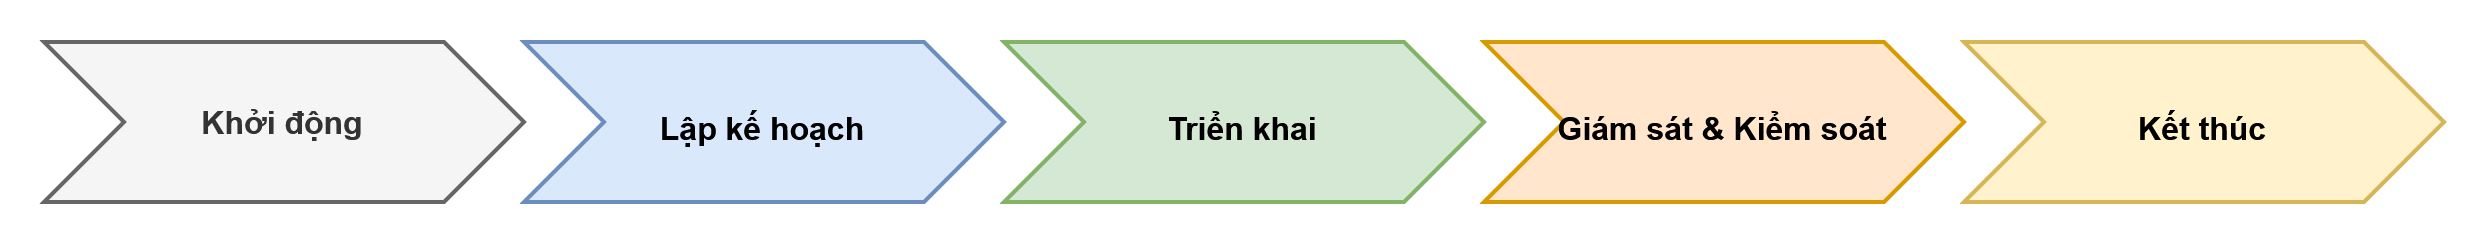 Khởi động
Lập kế hoạch
Triển khai
Giám sát & Kiểm soát
Kết thúc